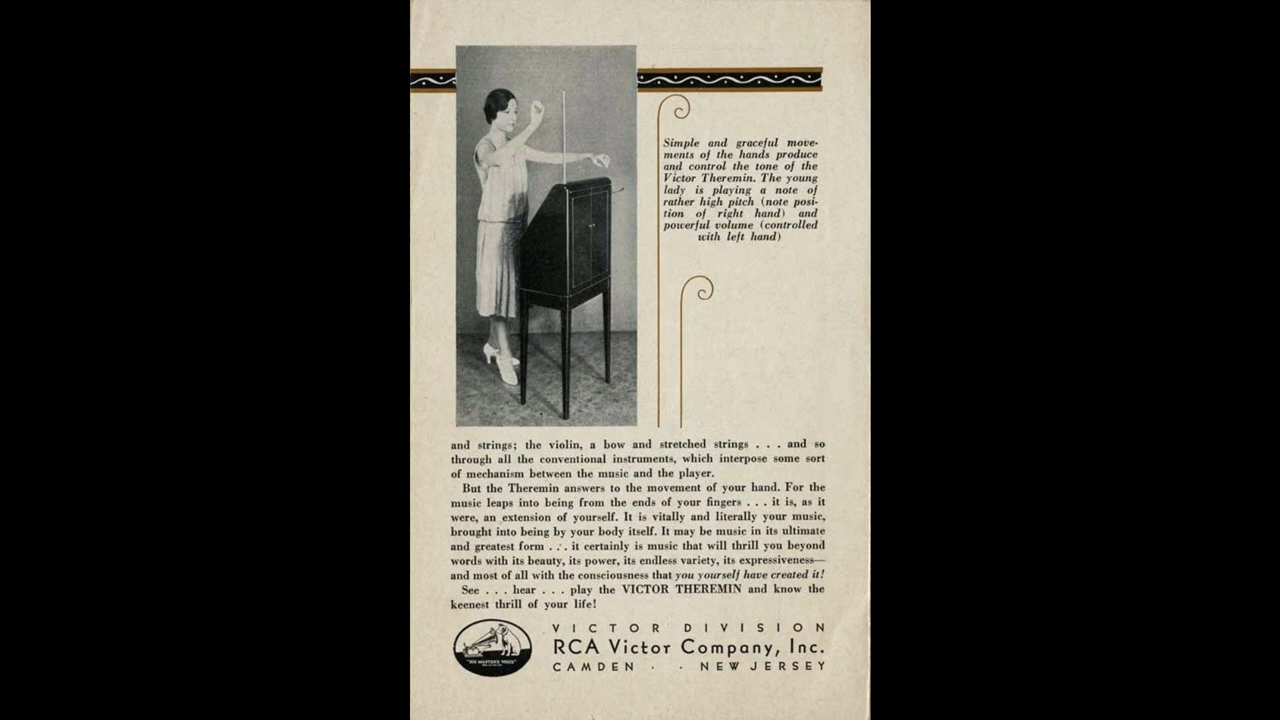 Simple and graceful move-
ments of the hands produce
and control the tone of the
Victor Theremin. The young
lady is playing a note of
rather high pitch (note posi-
tion of right hand) and
powerful volume (controlled
with left hand)
and strings; the violin, a bow and stretched strings . . . and so
through all the conventional instruments, which interpose some sort
of mechanism between the music and the player.
But the Theremin answers to the movement of your hand. For the
music leaps into being from the ends of your fingers . . . it is, as it
were, an extension of yourself. It is vitally and literally your music,
brought into being by your body itself. It may be music in its ultimate
and greatest form . . . it certainly is music that will thrill you beyond
words with its beauty, its power, its endless variety, its expressiveness—
and most of all with the consciousness that you yourself have created it!
See . . . hear . . . play the VICTOR THEREMIN and know the
keenest thrill of your life!
"HIS MASTER'S VOICE"
VICTOR DIVISION
RCA Victor Company, Inc.
CAMDEN · · NEW JERSEY